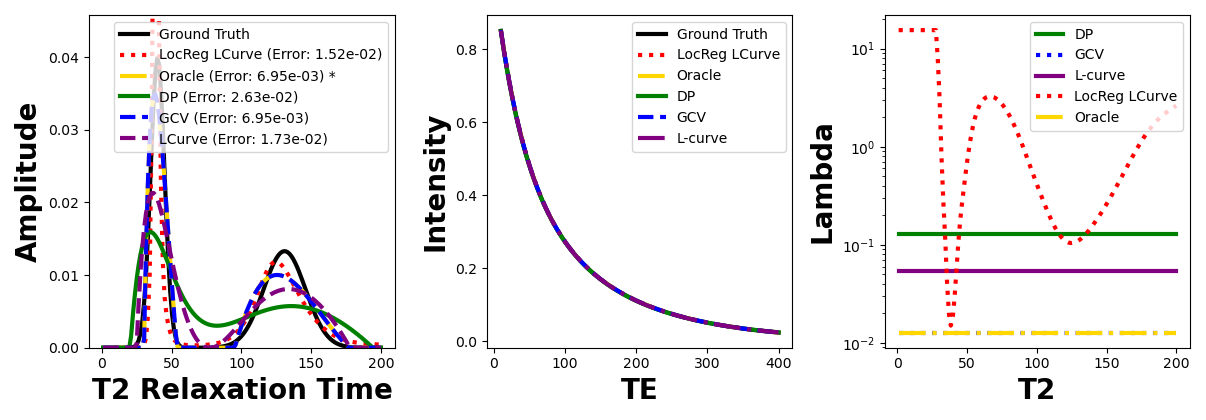 Amplitude
0.04
0.03
0.02
0.01
0.00
0
50
100
150
200
T2 Relaxation Time
Ground Truth
LocReg LCurve (Error: 1.52e-02)
Oracle (Error: 6.95e-03) *
DP (Error: 2.63e-02)
GCV (Error: 6.95e-03)
LCurve (Error: 1.73e-02)
Intensity
0.8
0.6
0.4
0.2
0.0
0
100
200
300
400
TE
Ground Truth
LocReg LCurve
Oracle
DP
GCV
L-curve
Lambda
10¹
10⁰
10⁻¹
10⁻²
0
50
100
150
200
T2
DP
GCV
L-curve
LocReg LCurve
Oracle